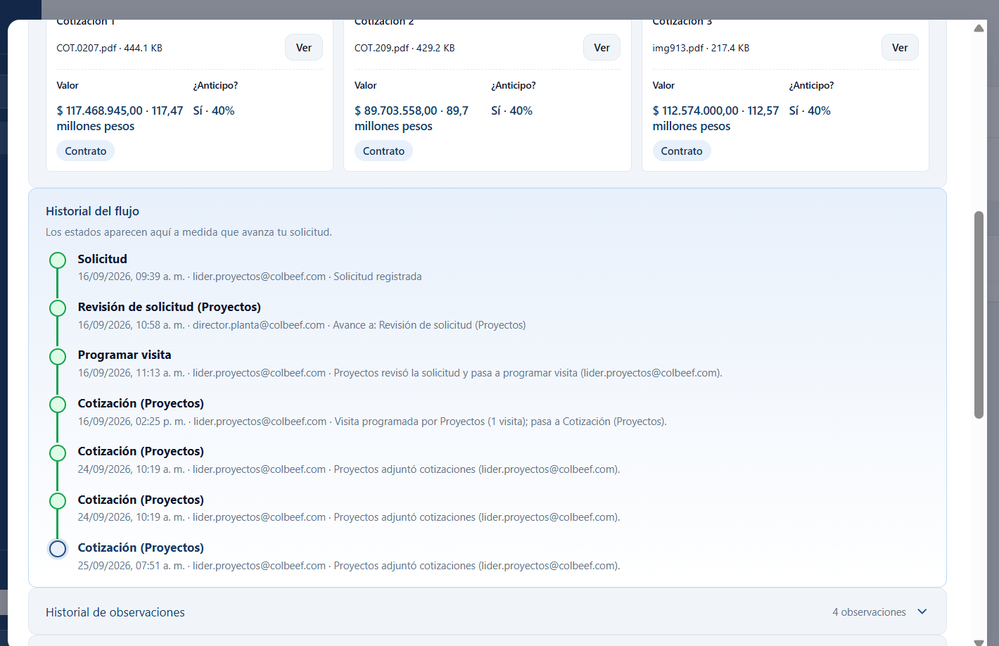 Cotización 1
COT.0207.pdf · 444.1 KB
Ver
Valor
¿Anticipo?
$ 117.468.945,00 · 117,47
millones pesos
Sí · 40%
Contrato
Cotización 2
COT.209.pdf · 429.2 KB
Ver
Valor
¿Anticipo?
$ 89.703.558,00 · 89,7
millones pesos
Sí · 40%
Contrato
Cotización 3
img913.pdf · 217.4 KB
Ver
Valor
¿Anticipo?
$ 112.574.000,00 · 112,57
millones pesos
Sí · 40%
Contrato
Historial del flujo
Los estados aparecen aquí a medida que avanza tu solicitud.
Solicitud
16/09/2026, 09:39 a. m. · lider.proyectos@colbeef.com · Solicitud registrada
Revisión de solicitud (Proyectos)
16/09/2026, 10:58 a. m. · director.planta@colbeef.com · Avance a: Revisión de solicitud (Proyectos)
Programar visita
16/09/2026, 11:13 a. m. · lider.proyectos@colbeef.com · Proyectos revisó la solicitud y pasa a programar visita (lider.proyectos@colbeef.com).
Cotización (Proyectos)
16/09/2026, 02:25 p. m. · lider.proyectos@colbeef.com · Visita programada por Proyectos (1 visita); pasa a Cotización (Proyectos).
Cotización (Proyectos)
24/09/2026, 10:19 a. m. · lider.proyectos@colbeef.com · Proyectos adjuntó cotizaciones (lider.proyectos@colbeef.com).
Cotización (Proyectos)
24/09/2026, 10:19 a. m. · lider.proyectos@colbeef.com · Proyectos adjuntó cotizaciones (lider.proyectos@colbeef.com).
Cotización (Proyectos)
25/09/2026, 07:51 a. m. · lider.proyectos@colbeef.com · Proyectos adjuntó cotizaciones (lider.proyectos@colbeef.com).
Historial de observaciones
4 observaciones